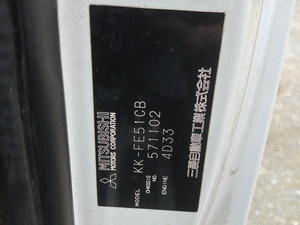 MITSUBISHI
MOTORS CORPORATION
KK-FE51CB
CHASSIS NO. 571102
ENGINE 4D33
三菱自動車工業株式会社